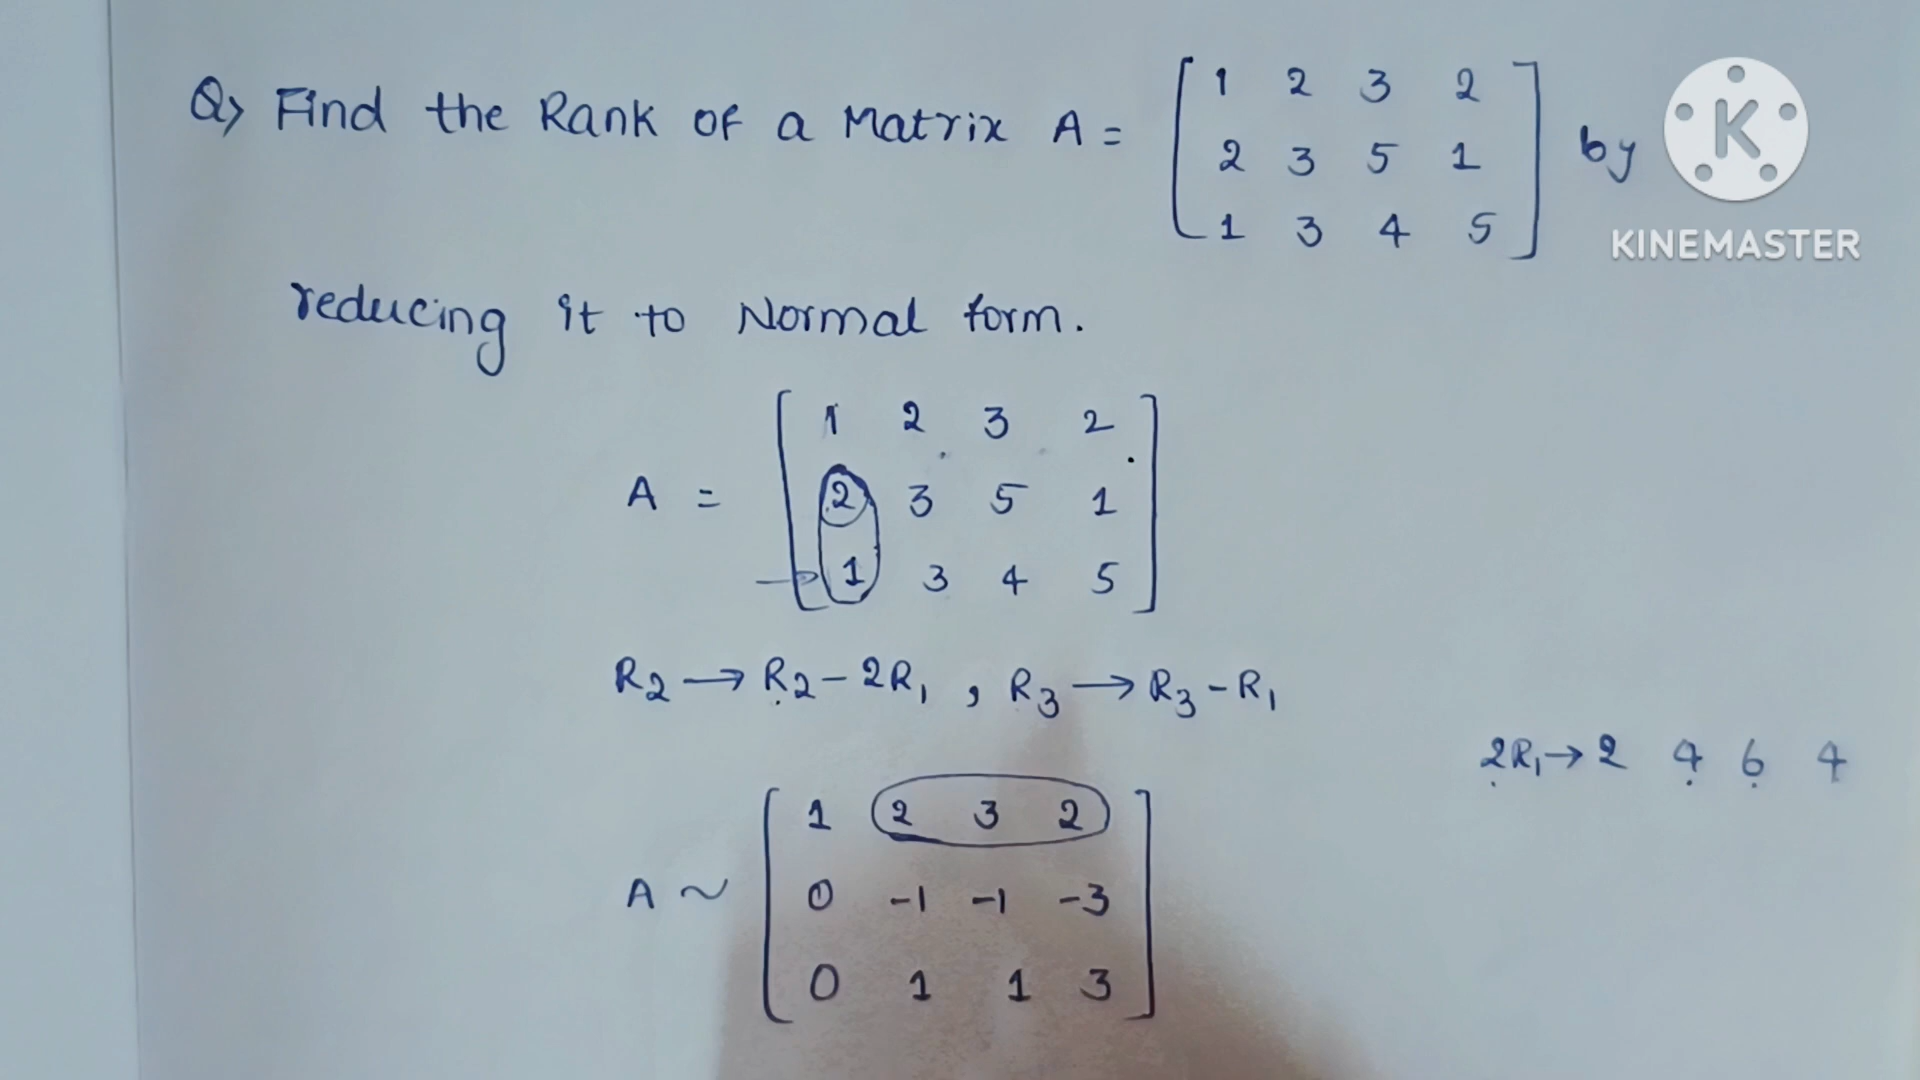 Q) Find the Rank of a Matrix A = [ 1 2 3 2
2 3 5 1
1 3 4 5 ] by
K
KINEMASTER
reducing it to Normal form.
A = [ 1 2 3 2
2 3 5 1
1 3 4 5 ]
R2 → R2 - 2R1 , R3 → R3 - R1
2R1 → 2 4 6 4
A ~ [ 1 2 3 2
0 -1 -1 -3
0 1 1 3 ]